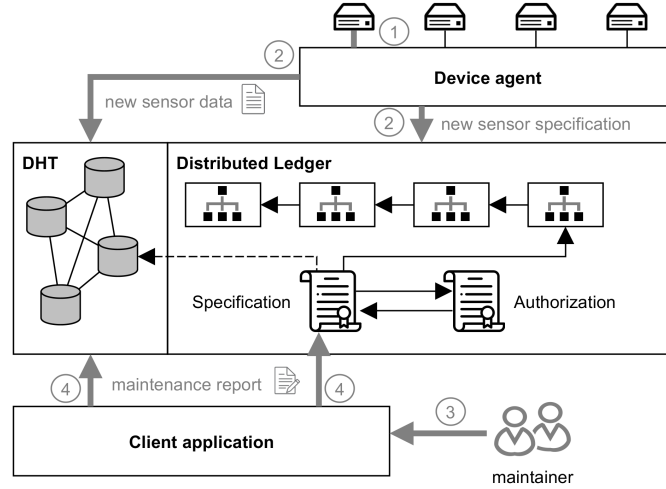 1
2
Device agent
new sensor data
2
new sensor specification
DHT
Distributed Ledger
Specification
Authorization
4
maintenance report
4
3
Client application
maintainer